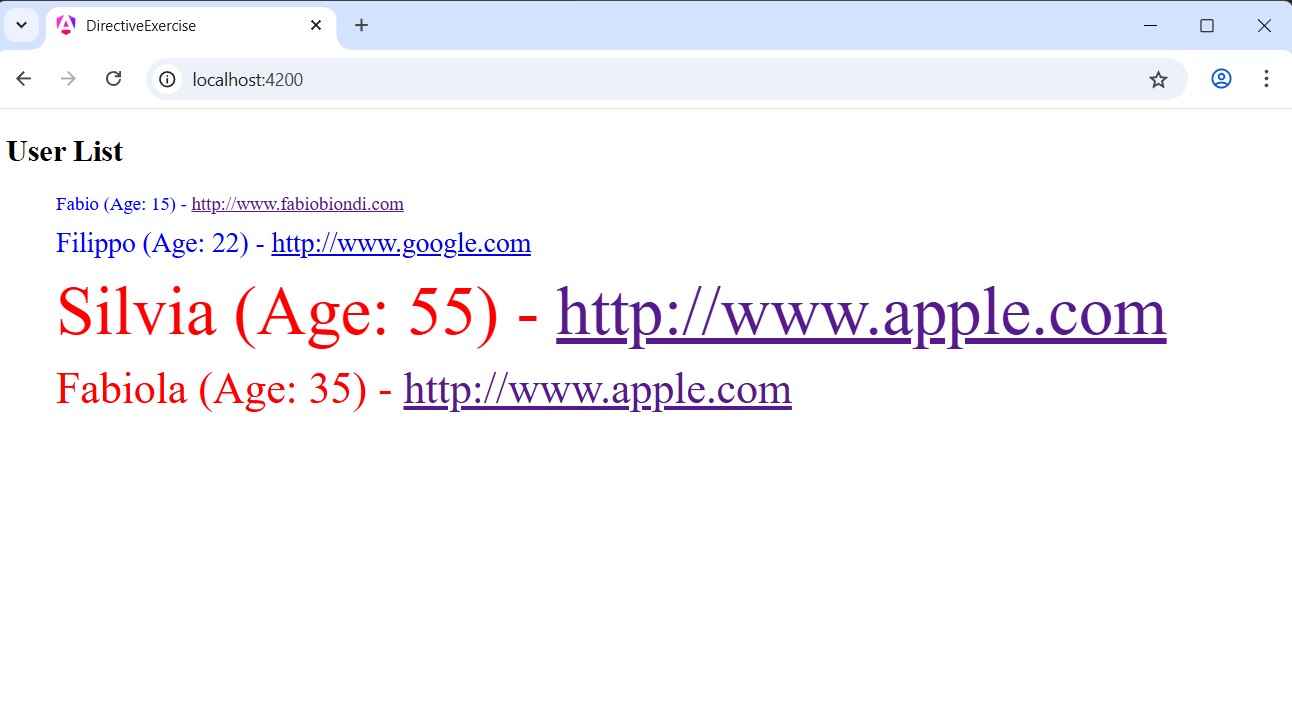 DirectiveExercise
localhost:4200
User List
Fabio (Age: 15) - http://www.fabiobiondi.com
Filippo (Age: 22) - http://www.google.com
Silvia (Age: 55) - http://www.apple.com
Fabiola (Age: 35) - http://www.apple.com